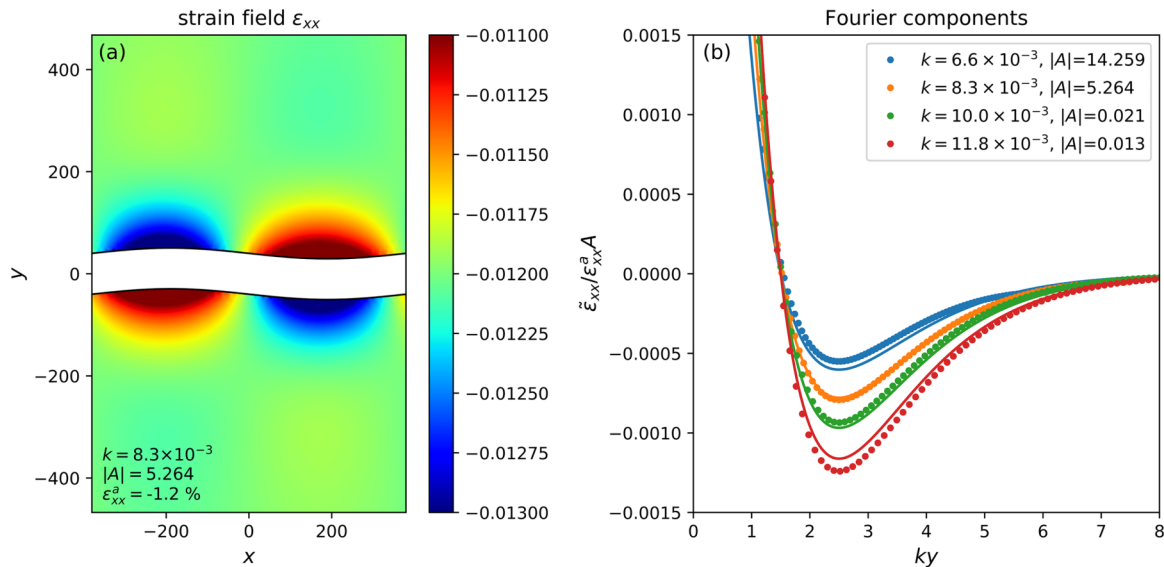 strain field ε_xx
(a)
400
200
0
−200
−400
y
−200
0
200
x
k = 8.3×10⁻³
|A| = 5.264
εᵃ_xx = -1.2 %
−0.01100
−0.01125
−0.01150
−0.01175
−0.01200
−0.01225
−0.01250
−0.01275
−0.01300
Fourier components
(b)
0.0015
0.0010
0.0005
0.0000
−0.0005
−0.0010
−0.0015
ε̃_xx/εᵃ_xx A
k = 6.6 × 10⁻³, |A|=14.259
k = 8.3 × 10⁻³, |A|=5.264
k = 10.0 × 10⁻³, |A|=0.021
k = 11.8 × 10⁻³, |A|=0.013
0 1 2 3 4 5 6 7 8
ky